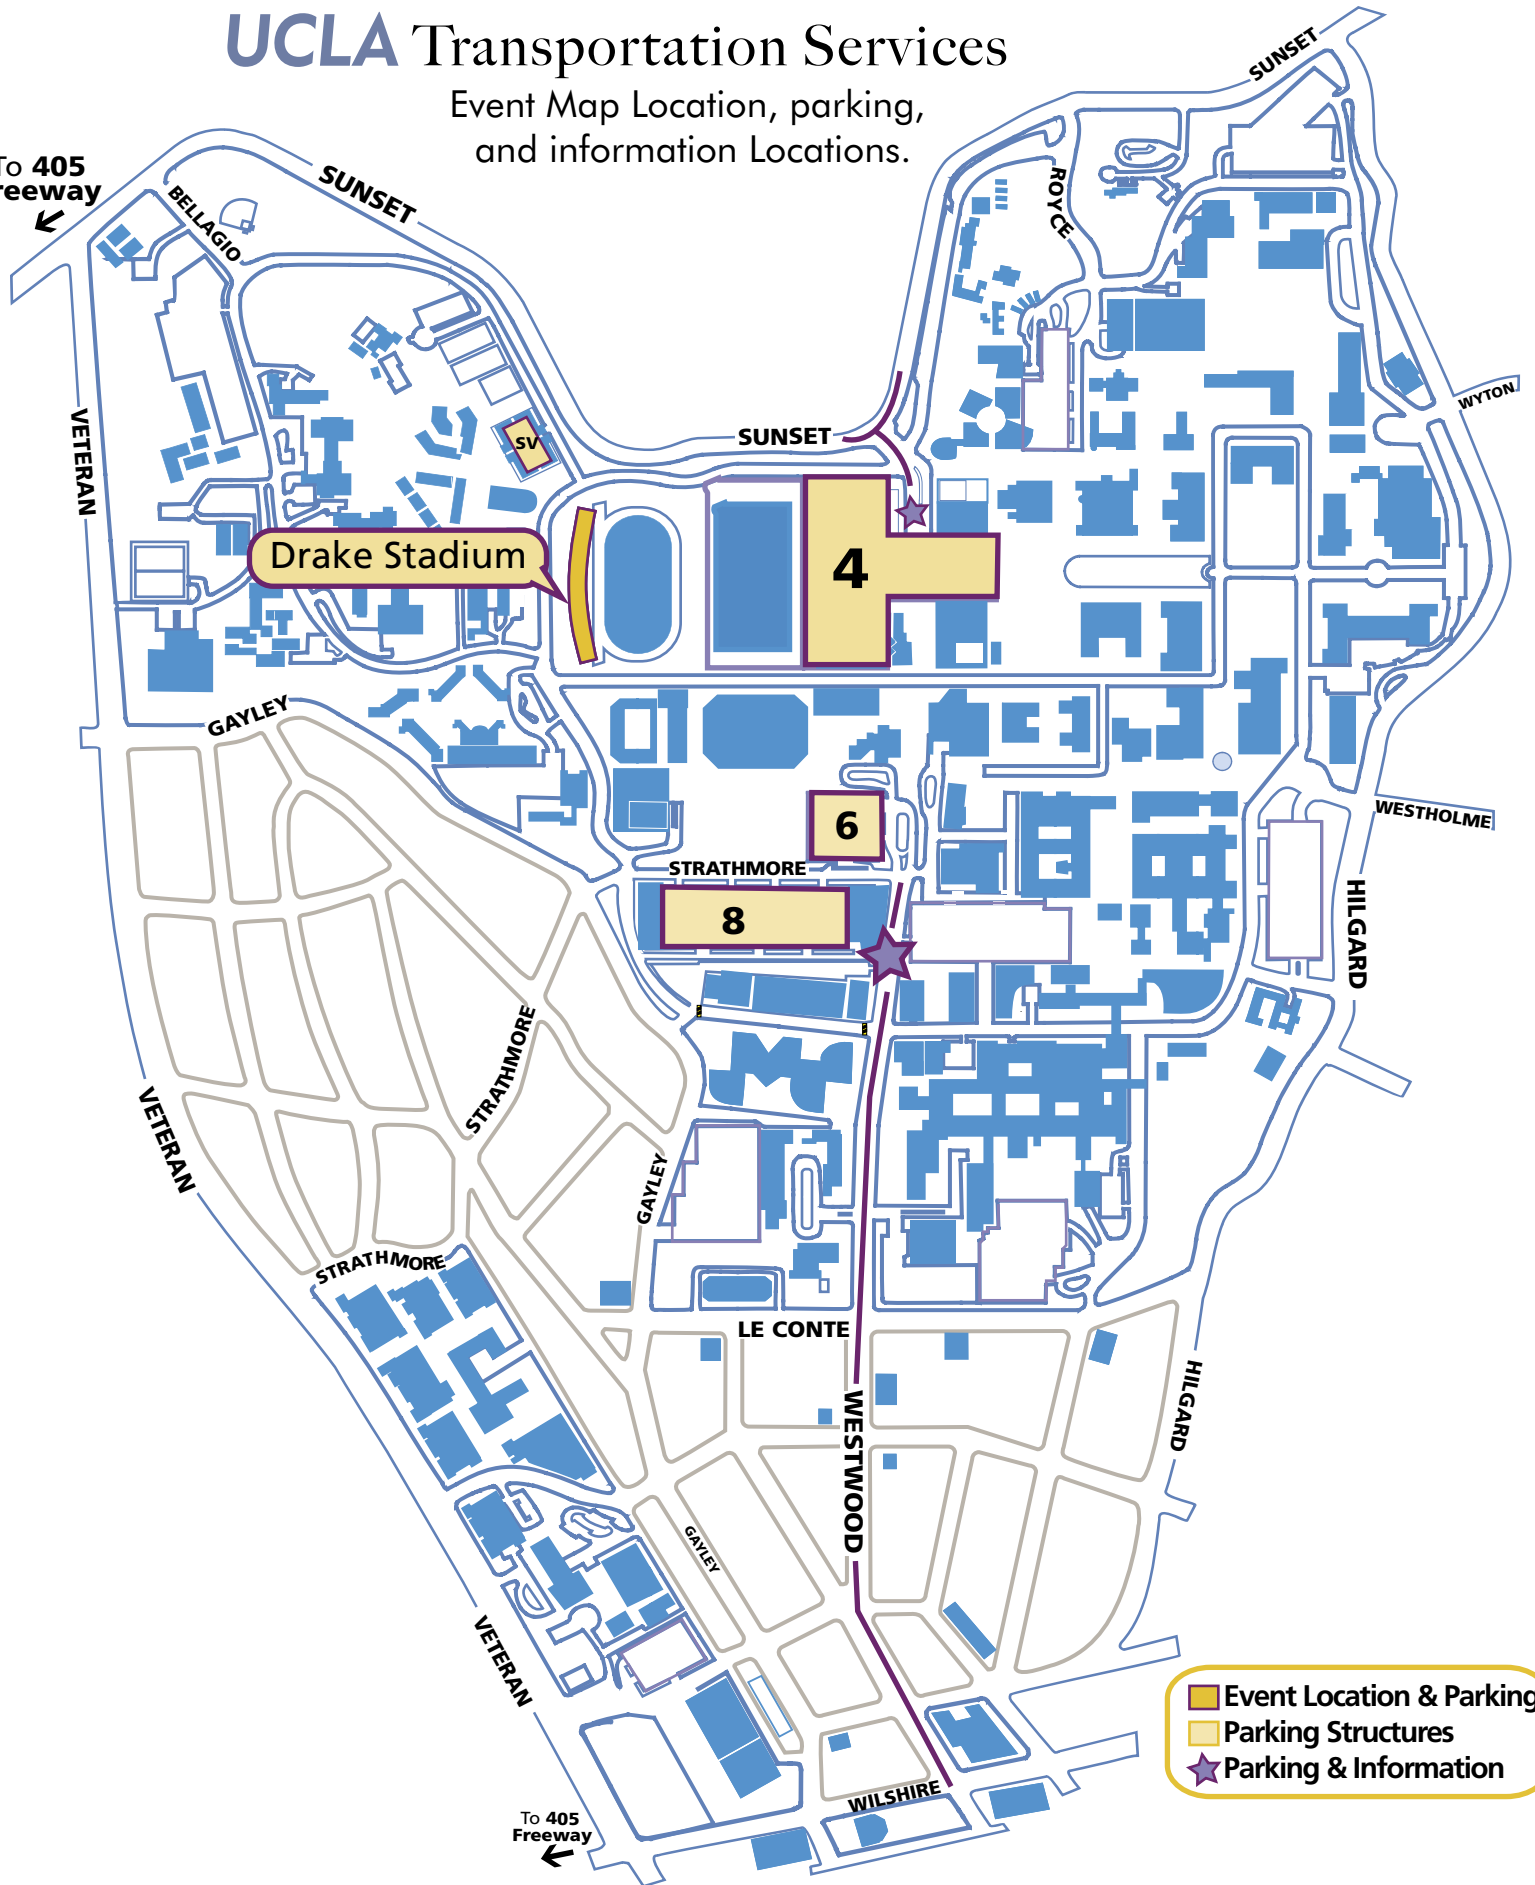 UCLA Transportation Services
Event Map Location, parking,
and information Locations.
SUNSET
To 405
reeway
SUNSET
BELLAGIO
ROYCE
WYTON
VETERAN
SUNSET
SV
Drake Stadium
4
GAYLEY
WESTHOLME
6
STRATHMORE
8
HILGARD
STRATHMORE
VETERAN
GAYLEY
STRATHMORE
LE CONTE
HILGARD
WESTWOOD
GAYLEY
VETERAN
Event Location & Parking
Parking Structures
Parking & Information
WILSHIRE
To 405
Freeway